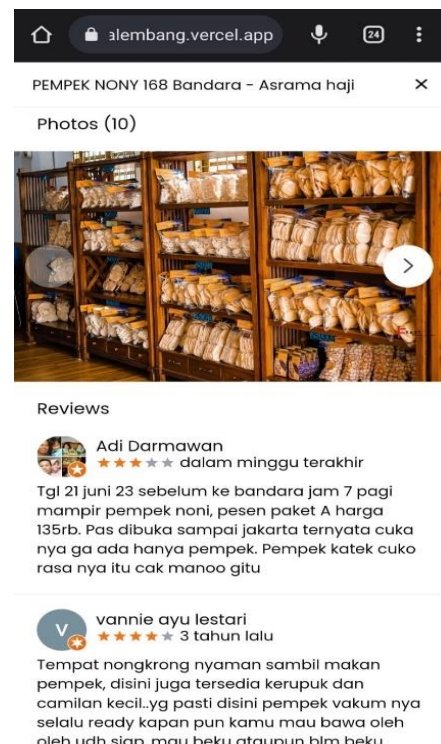 alembang.vercel.app
24
PEMPEK NONY 168 Bandara - Asrama haji
Photos (10)
Reviews
Adi Darmawan
dalam minggu terakhir
Tgl 21 juni 23 sebelum ke bandara jam 7 pagi
mampir pempek noni, pesen paket A harga
135rb. Pas dibuka sampai jakarta ternyata cuka
nya ga ada hanya pempek. Pempek katek cuko
rasa nya itu cak manoo gitu
V
vannie ayu lestari
3 tahun lalu
Tempat nongkrong nyaman sambil makan
pempek, disini juga tersedia kerupuk dan
camilan kecil..yg pasti disini pempek vakum nya
selalu ready kapan pun kamu mau bawa oleh
oleh udh siap, mau beku ataupun blm beku